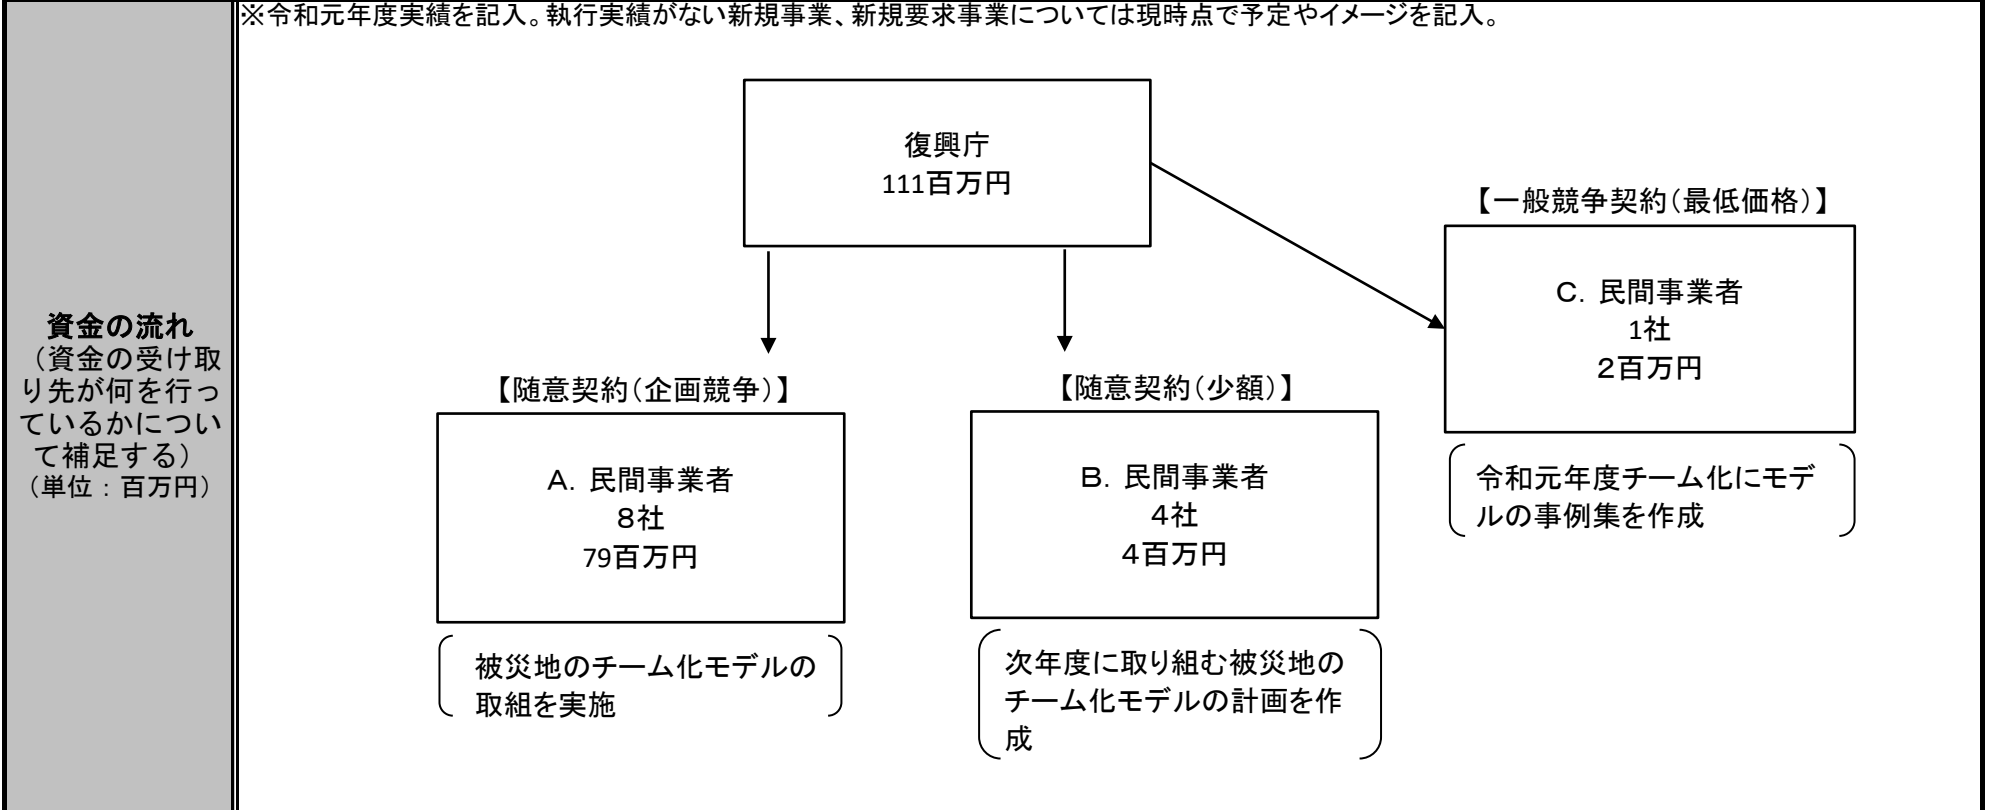 ※令和元年度実績を記入。執行実績がない新規事業、新規要求事業については現時点で予定やイメージを記入。
資金の流れ
（資金の受け取
り先が何を行っ
ているかについ
て補足する）
（単位：百万円）
復興庁
111百万円
【一般競争契約（最低価格）】
C．民間事業者
1社
２百万円
令和元年度チーム化にモデ
ルの事例集を作成
【随意契約（企画競争）】
A．民間事業者
８社
79百万円
被災地のチーム化モデルの
取組を実施
【随意契約（少額）】
B．民間事業者
４社
４百万円
次年度に取り組む被災地の
チーム化モデルの計画を作
成